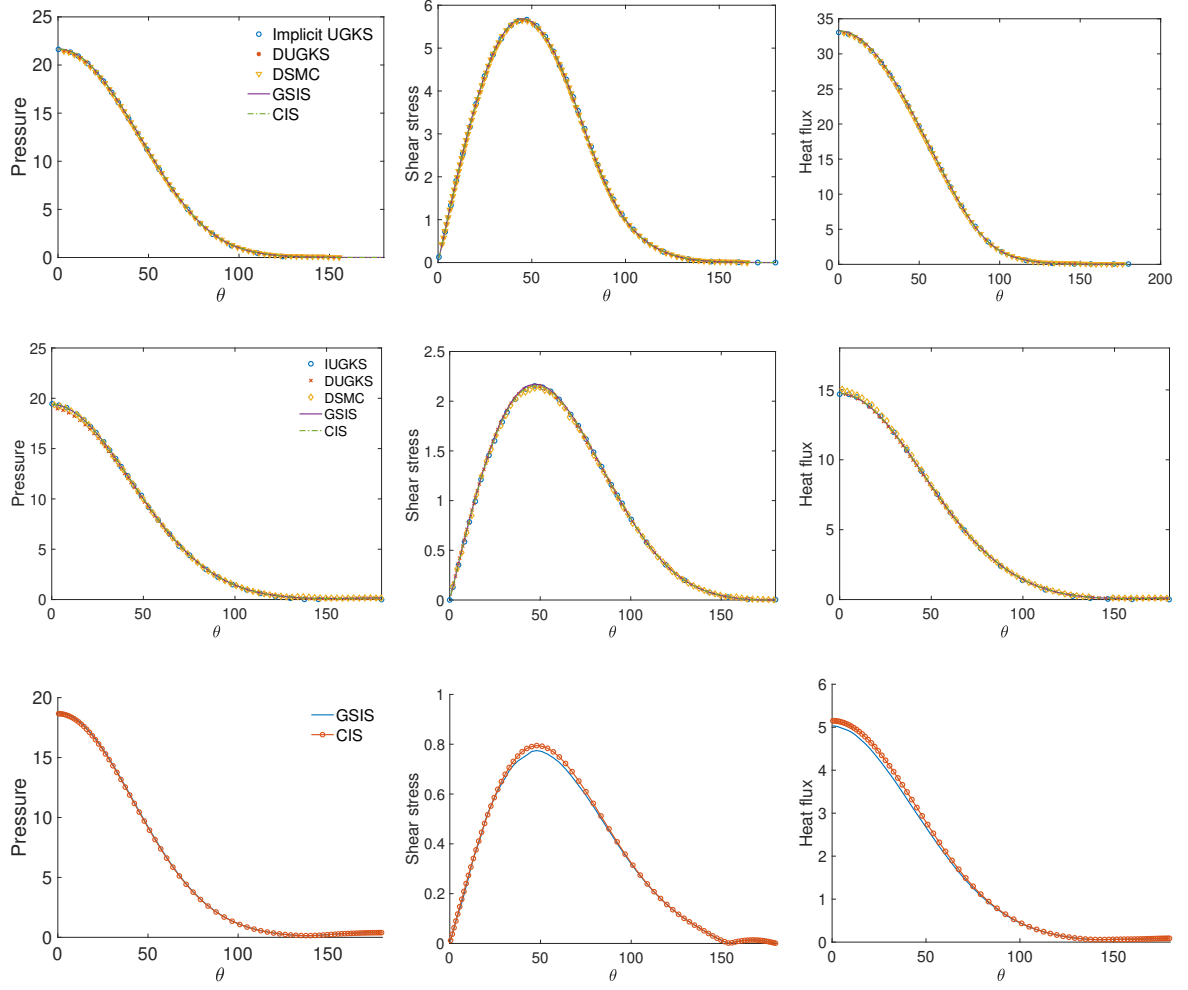 25
20
15
10
5
0
Pressure
Implicit UGKS
DUGKS
DSMC
GSIS
CIS
0 50 100 150
θ
6
5
4
3
2
1
0
Shear stress
0 50 100 150
θ
35
30
25
20
15
10
5
0
Heat flux
0 50 100 150 200
θ
25
20
15
10
5
0
Pressure
IUGKS
DUGKS
DSMC
GSIS
CIS
0 50 100 150
θ
2.5
2
1.5
1
0.5
0
Shear stress
0 50 100 150
θ
15
10
5
0
Heat flux
0 50 100 150
θ
20
15
10
5
0
Pressure
GSIS
CIS
0 50 100 150
θ
1
0.8
0.6
0.4
0.2
0
Shear stress
0 50 100 150
θ
6
5
4
3
2
1
0
Heat flux
0 50 100 150
θ